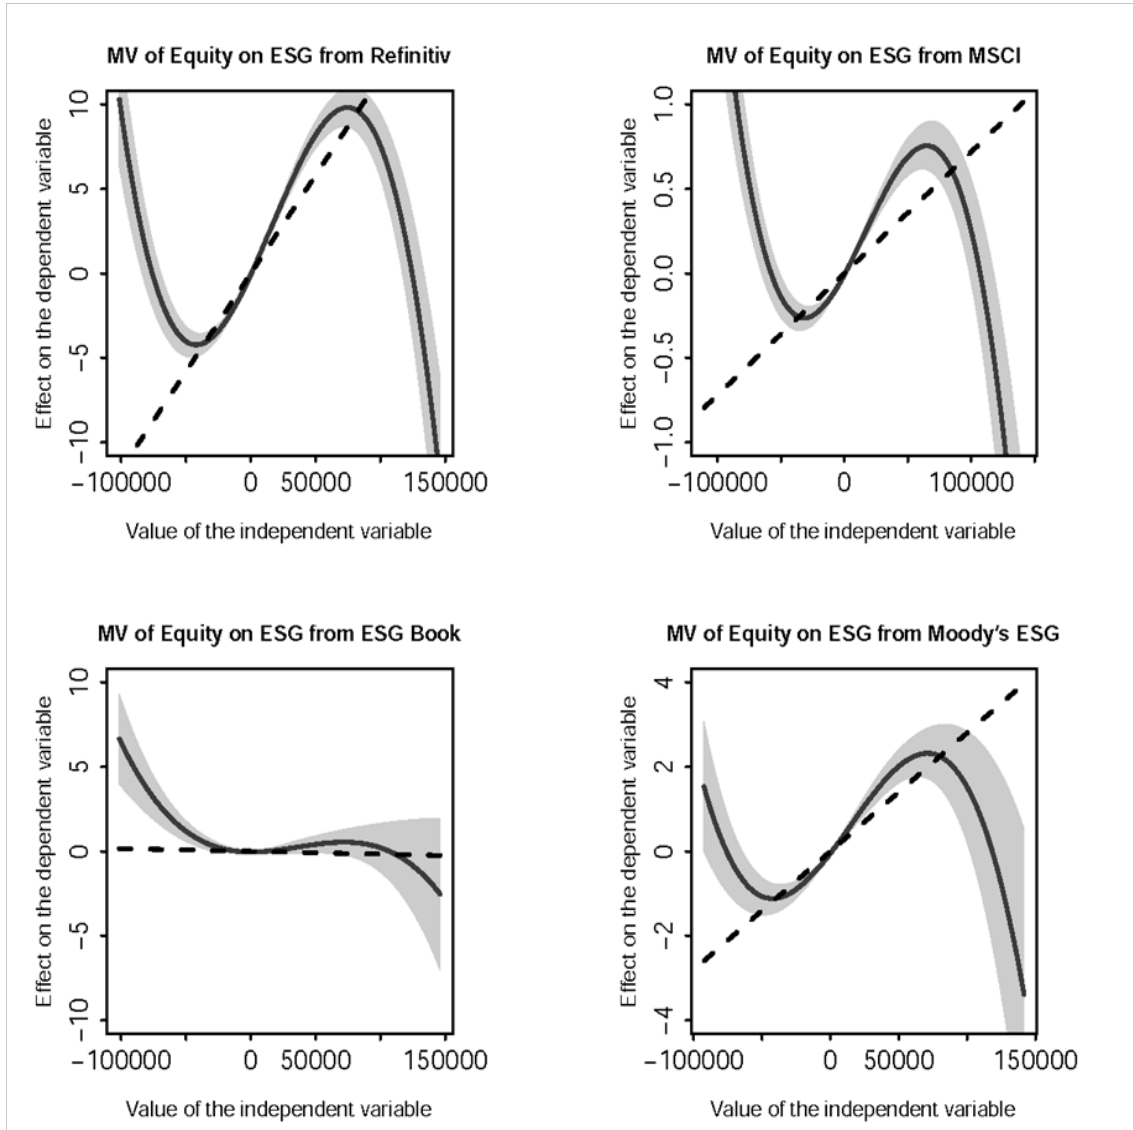 MV of Equity on ESG from Refinitiv
Effect on the dependent variable
10
5
0
−5
−10
−100000 0 50000 150000
Value of the independent variable
MV of Equity on ESG from MSCI
Effect on the dependent variable
1.0
0.5
0.0
−0.5
−1.0
−100000 0 100000
Value of the independent variable
MV of Equity on ESG from ESG Book
Effect on the dependent variable
10
5
0
−5
−10
−100000 0 50000 150000
Value of the independent variable
MV of Equity on ESG from Moody's ESG
Effect on the dependent variable
4
2
0
−2
−4
−100000 0 50000 150000
Value of the independent variable